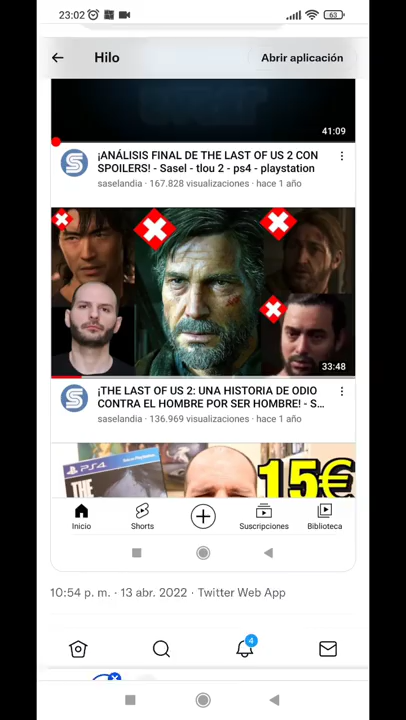 23:02
63
Hilo
Abrir aplicación
41:09
¡ANÁLISIS FINAL DE THE LAST OF US 2 CON
SPOILERS! - Sasel - tlou 2 - ps4 - playstation
saselandia · 167.828 visualizaciones · hace 1 año
33:48
¡THE LAST OF US 2: UNA HISTORIA DE ODIO
CONTRA EL HOMBRE POR SER HOMBRE! - S...
saselandia · 136.969 visualizaciones · hace 1 año
PS4
THE
15€
Inicio
Shorts
Suscripciones
Biblioteca
10:54 p. m. · 13 abr. 2022 · Twitter Web App
4